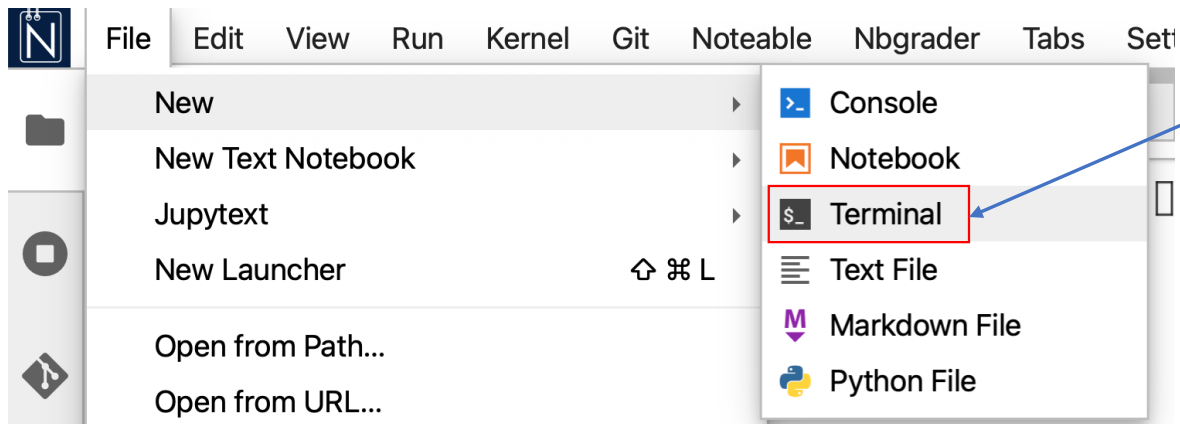 N File Edit View Run Kernel Git Noteable Nbgrader Tabs Sett
New
New Text Notebook
Jupytext
New Launcher ⇧ ⌘ L
Open from Path...
Open from URL...
>_ Console
Notebook
$_ Terminal
Text File
M Markdown File
Python File